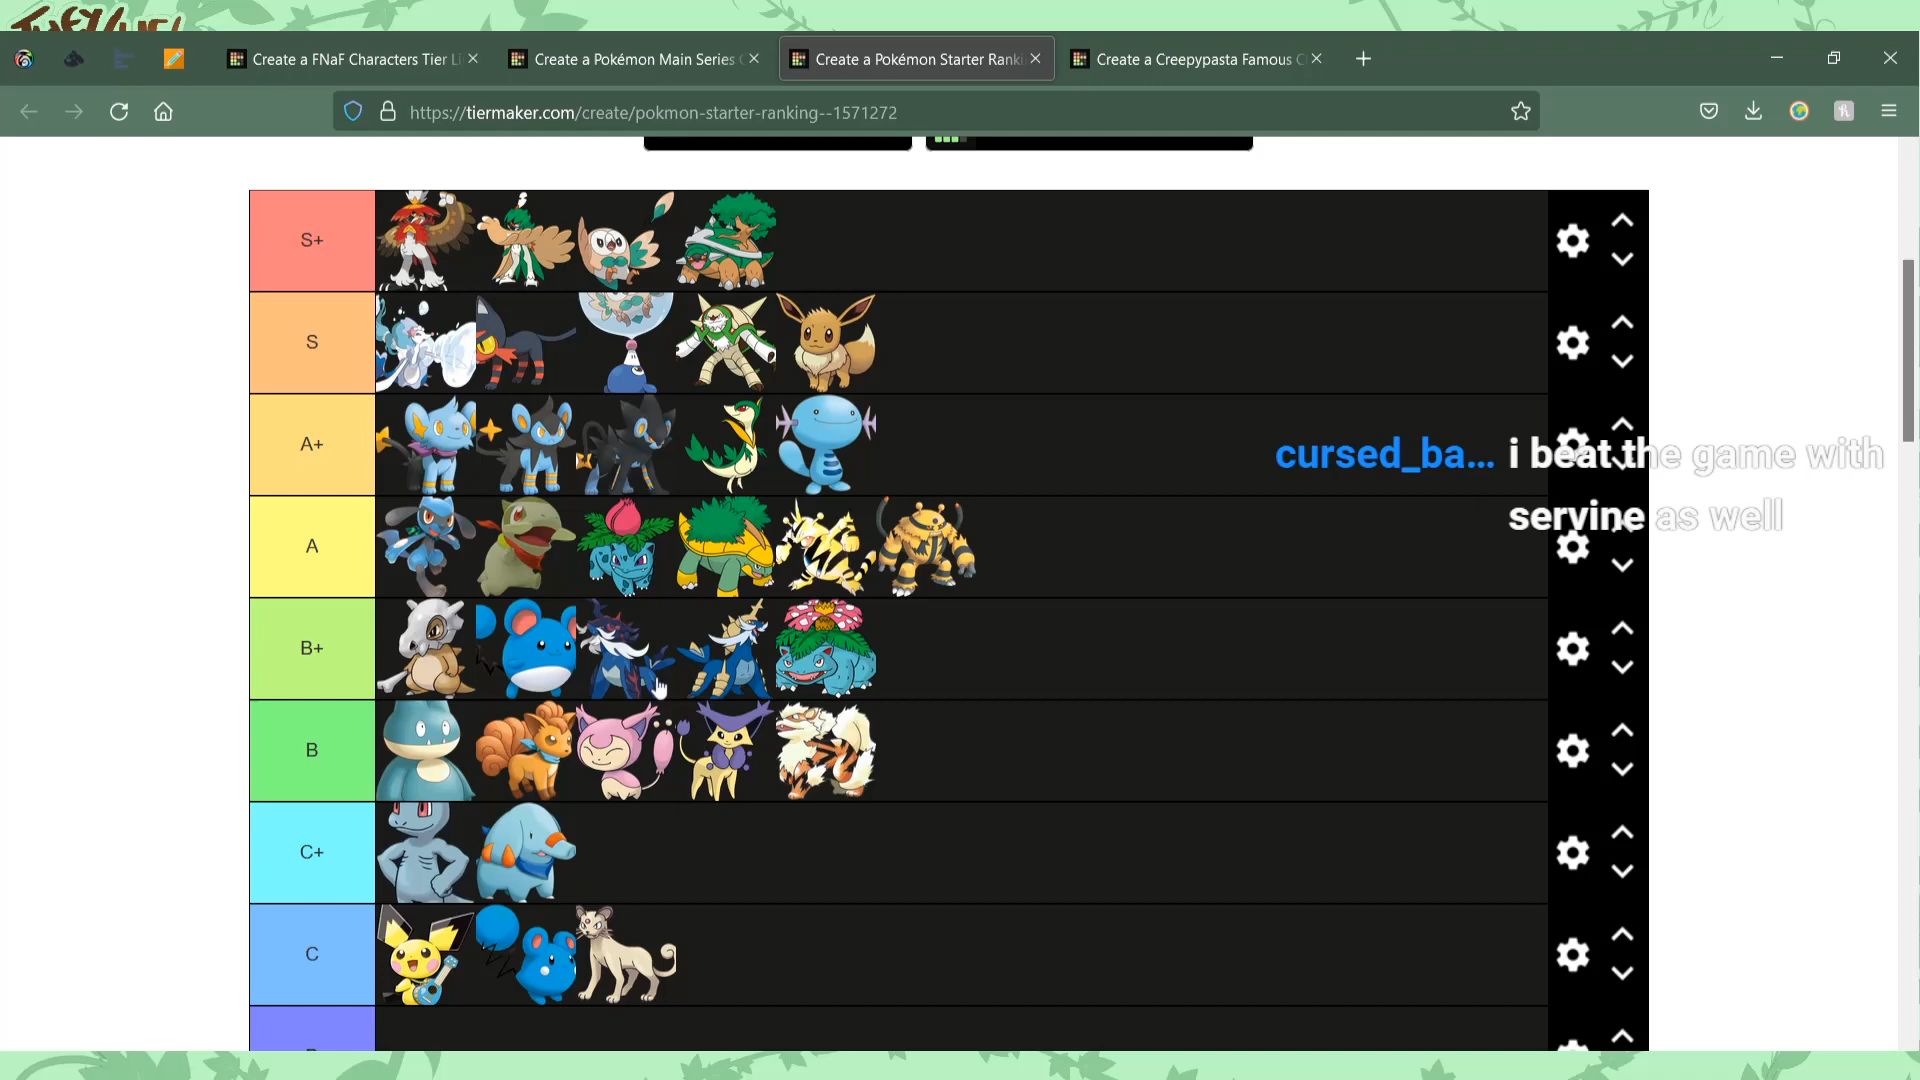 Create a FNaF Characters Tier Li
Create a Pokémon Main Series
Create a Pokémon Starter Ranki
Create a Creepypasta Famous C
https://tiermaker.com/create/pokmon-starter-ranking--1571272
S+
S
A+
cursed_ba... i beat the game with
servine as well
A
B+
B
C+
C